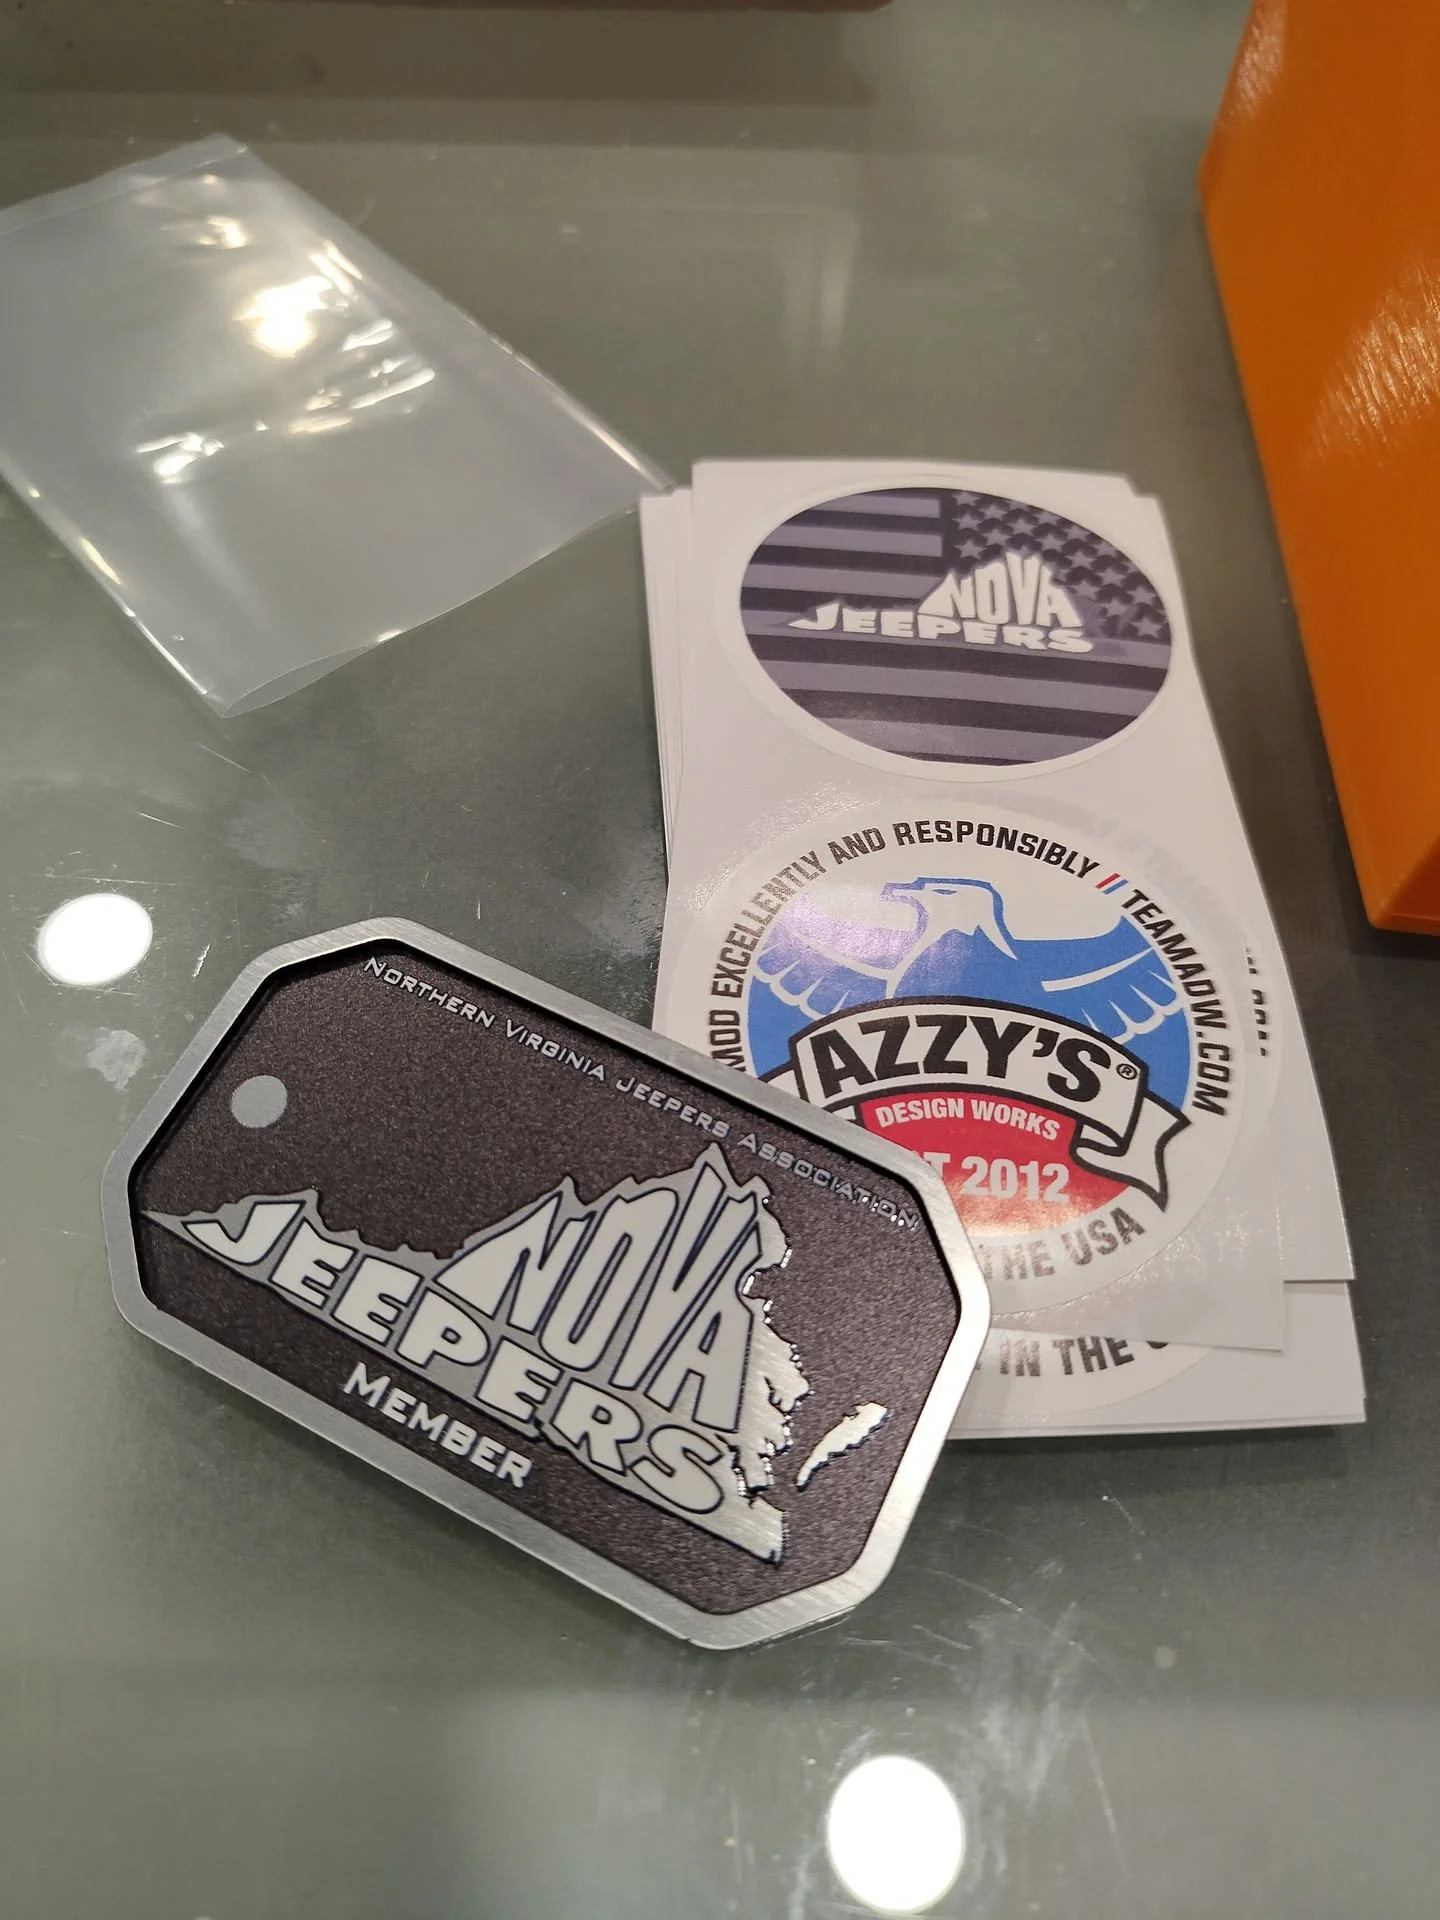 NOVA
JEEPERS
MOD EXCELLENTLY AND RESPONSIBLY // TEAMADW.COM
AZZY'S®
DESIGN WORKS
2012
THE USA
IN THE
NORTHERN VIRGINIA JEEPERS ASSOCIATION
NOVA
JEEPERS
MEMBER